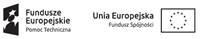 Fundusze
Europejskie
Pomoc Techniczna
Unia Europejska
Fundusz Spójności